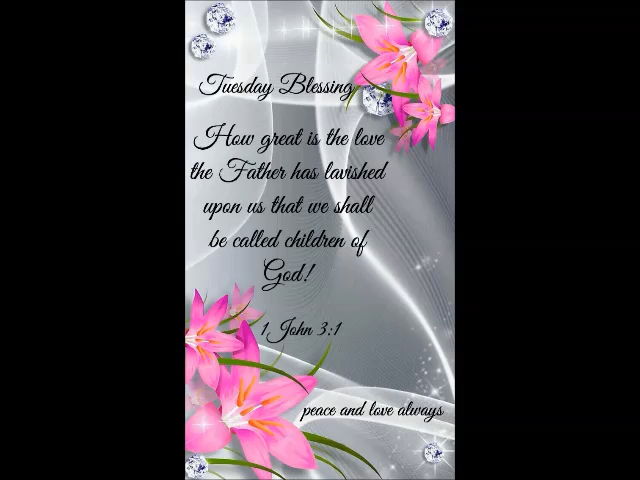 Tuesday Blessing
How great is the love
the Father has lavished
upon us that we shall
be called children of
God!
1 John 3:1
peace and love always